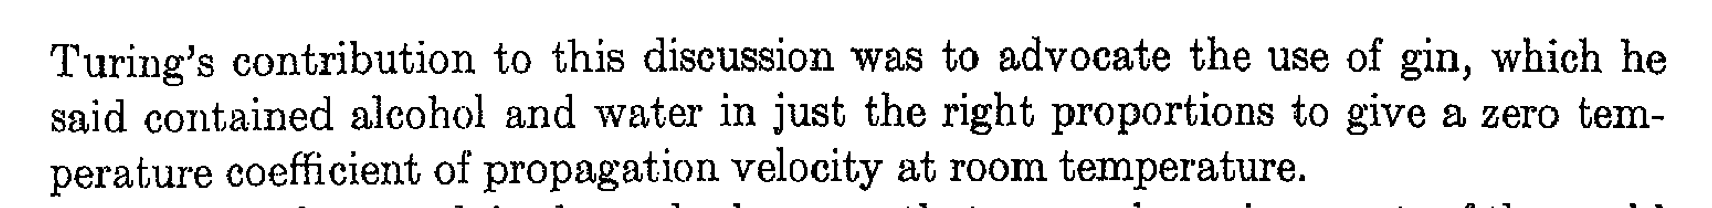 Turing's contribution to this discussion was to advocate the use of gin, which he
said contained alcohol and water in just the right proportions to give a zero tem-
perature coefficient of propagation velocity at room temperature.